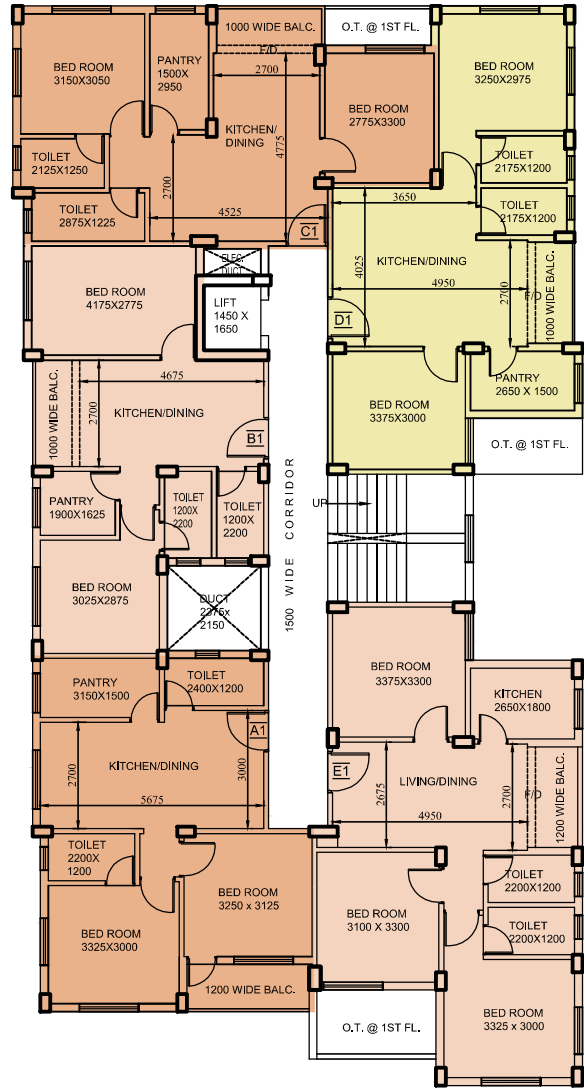 1000 WIDE BALC.
O.T. @ 1ST FL.
BED ROOM
3150X3050
PANTRY
1500X
2950
F/D
2700
BED ROOM
3250X2975
BED ROOM
2775X3300
KITCHEN/
DINING
4775
2700
TOILET
2125X1250
TOILET
2175X1200
TOILET
2875X1225
4525
C1
3650
TOILET
2175X1200
ELEC.
DUCT
BED ROOM
4175X2775
LIFT
1450 X
1650
KITCHEN/DINING
4025
4950
2700
F/D
1000 WIDE BALC.
D1
4675
2700
1000 WIDE BALC.
KITCHEN/DINING
B1
PANTRY
2650 X 1500
BED ROOM
3375X3000
O.T. @ 1ST FL.
PANTRY
1900X1625
TOILET
1200X
2200
TOILET
1200X
2200
1500 WIDE CORRIDOR
UP
BED ROOM
3025X2875
DUCT
2375x
2150
BED ROOM
3375X3300
PANTRY
3150X1500
TOILET
2400X1200
KITCHEN
2650X1800
A1
KITCHEN/DINING
2700
3000
5675
E1
LIVING/DINING
2675
4950
2700
F/D
1200 WIDE BALC.
TOILET
2200X
1200
TOILET
2200X1200
BED ROOM
3250 x 3125
BED ROOM
3100 X 3300
TOILET
2200X1200
BED ROOM
3325X3000
1200 WIDE BALC.
BED ROOM
3325 x 3000
O.T. @ 1ST FL.